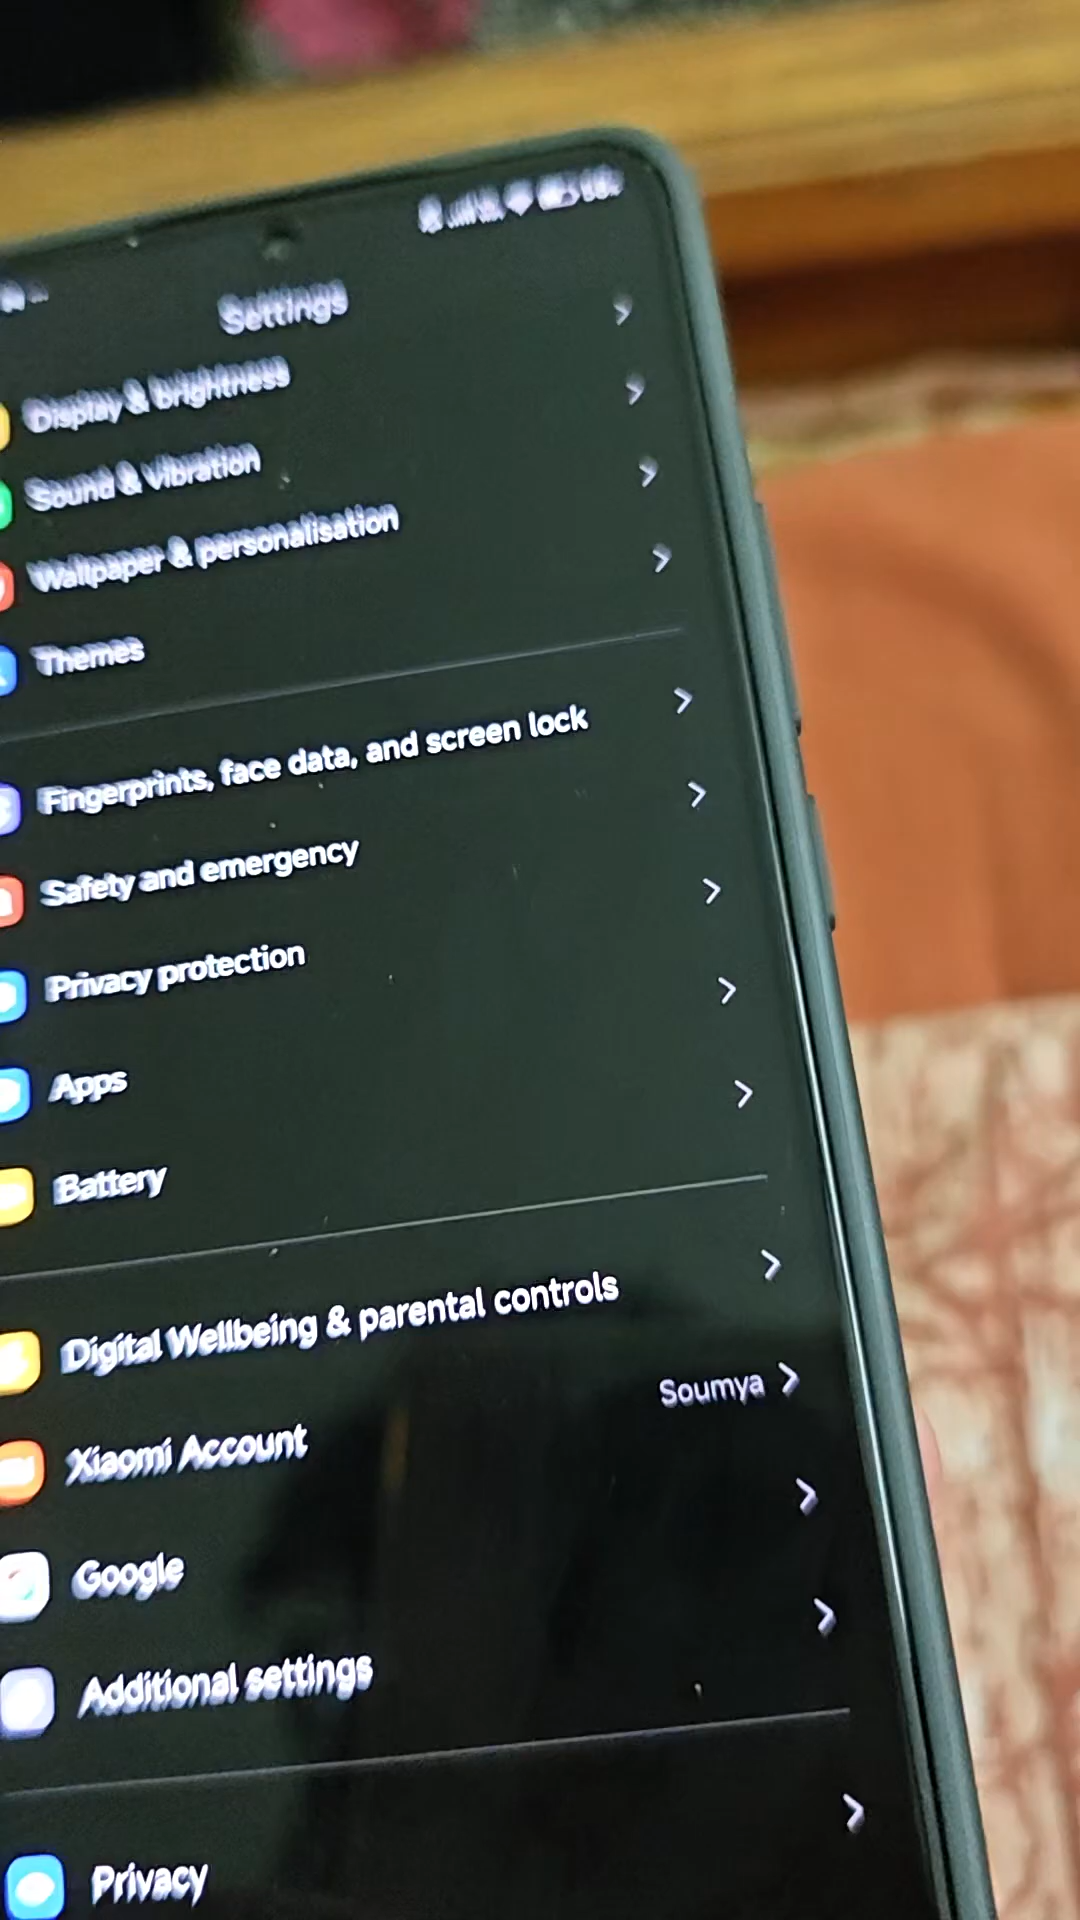 Settings
Display & brightness
Sound & vibration
Wallpaper & personalisation
Themes
Fingerprints, face data, and screen lock
Safety and emergency
Privacy protection
Apps
Battery
Digital Wellbeing & parental controls
Xiaomi Account
Soumya
Google
Additional settings
Privacy